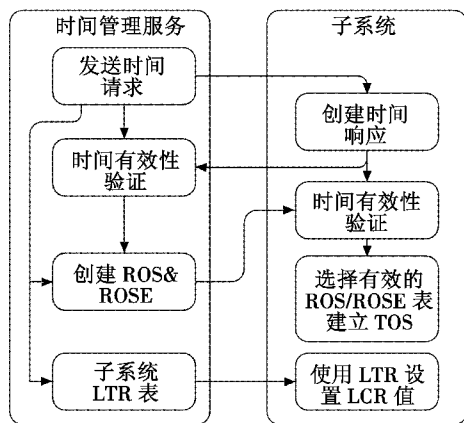 时间管理服务
发送时间
请求
时间有效性
验证
创建 ROS&
ROSE
子系统
LTR 表
子系统
创建时间
响应
时间有效性
验证
选择有效的
ROS/ROSE 表
建立 TOS
使用 LTR 设
置 LCR 值